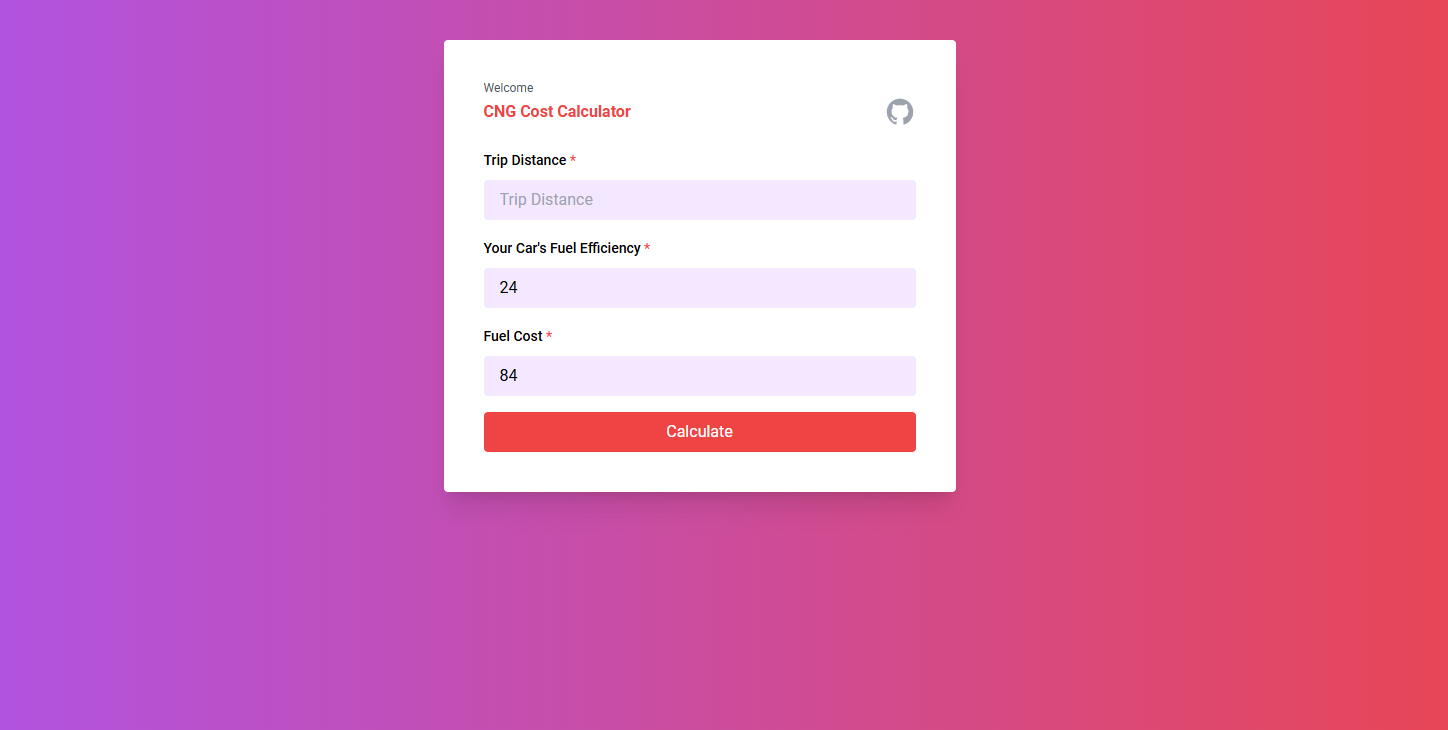 Welcome
CNG Cost Calculator
Trip Distance *
Trip Distance
Your Car's Fuel Efficiency *
24
Fuel Cost *
84
Calculate